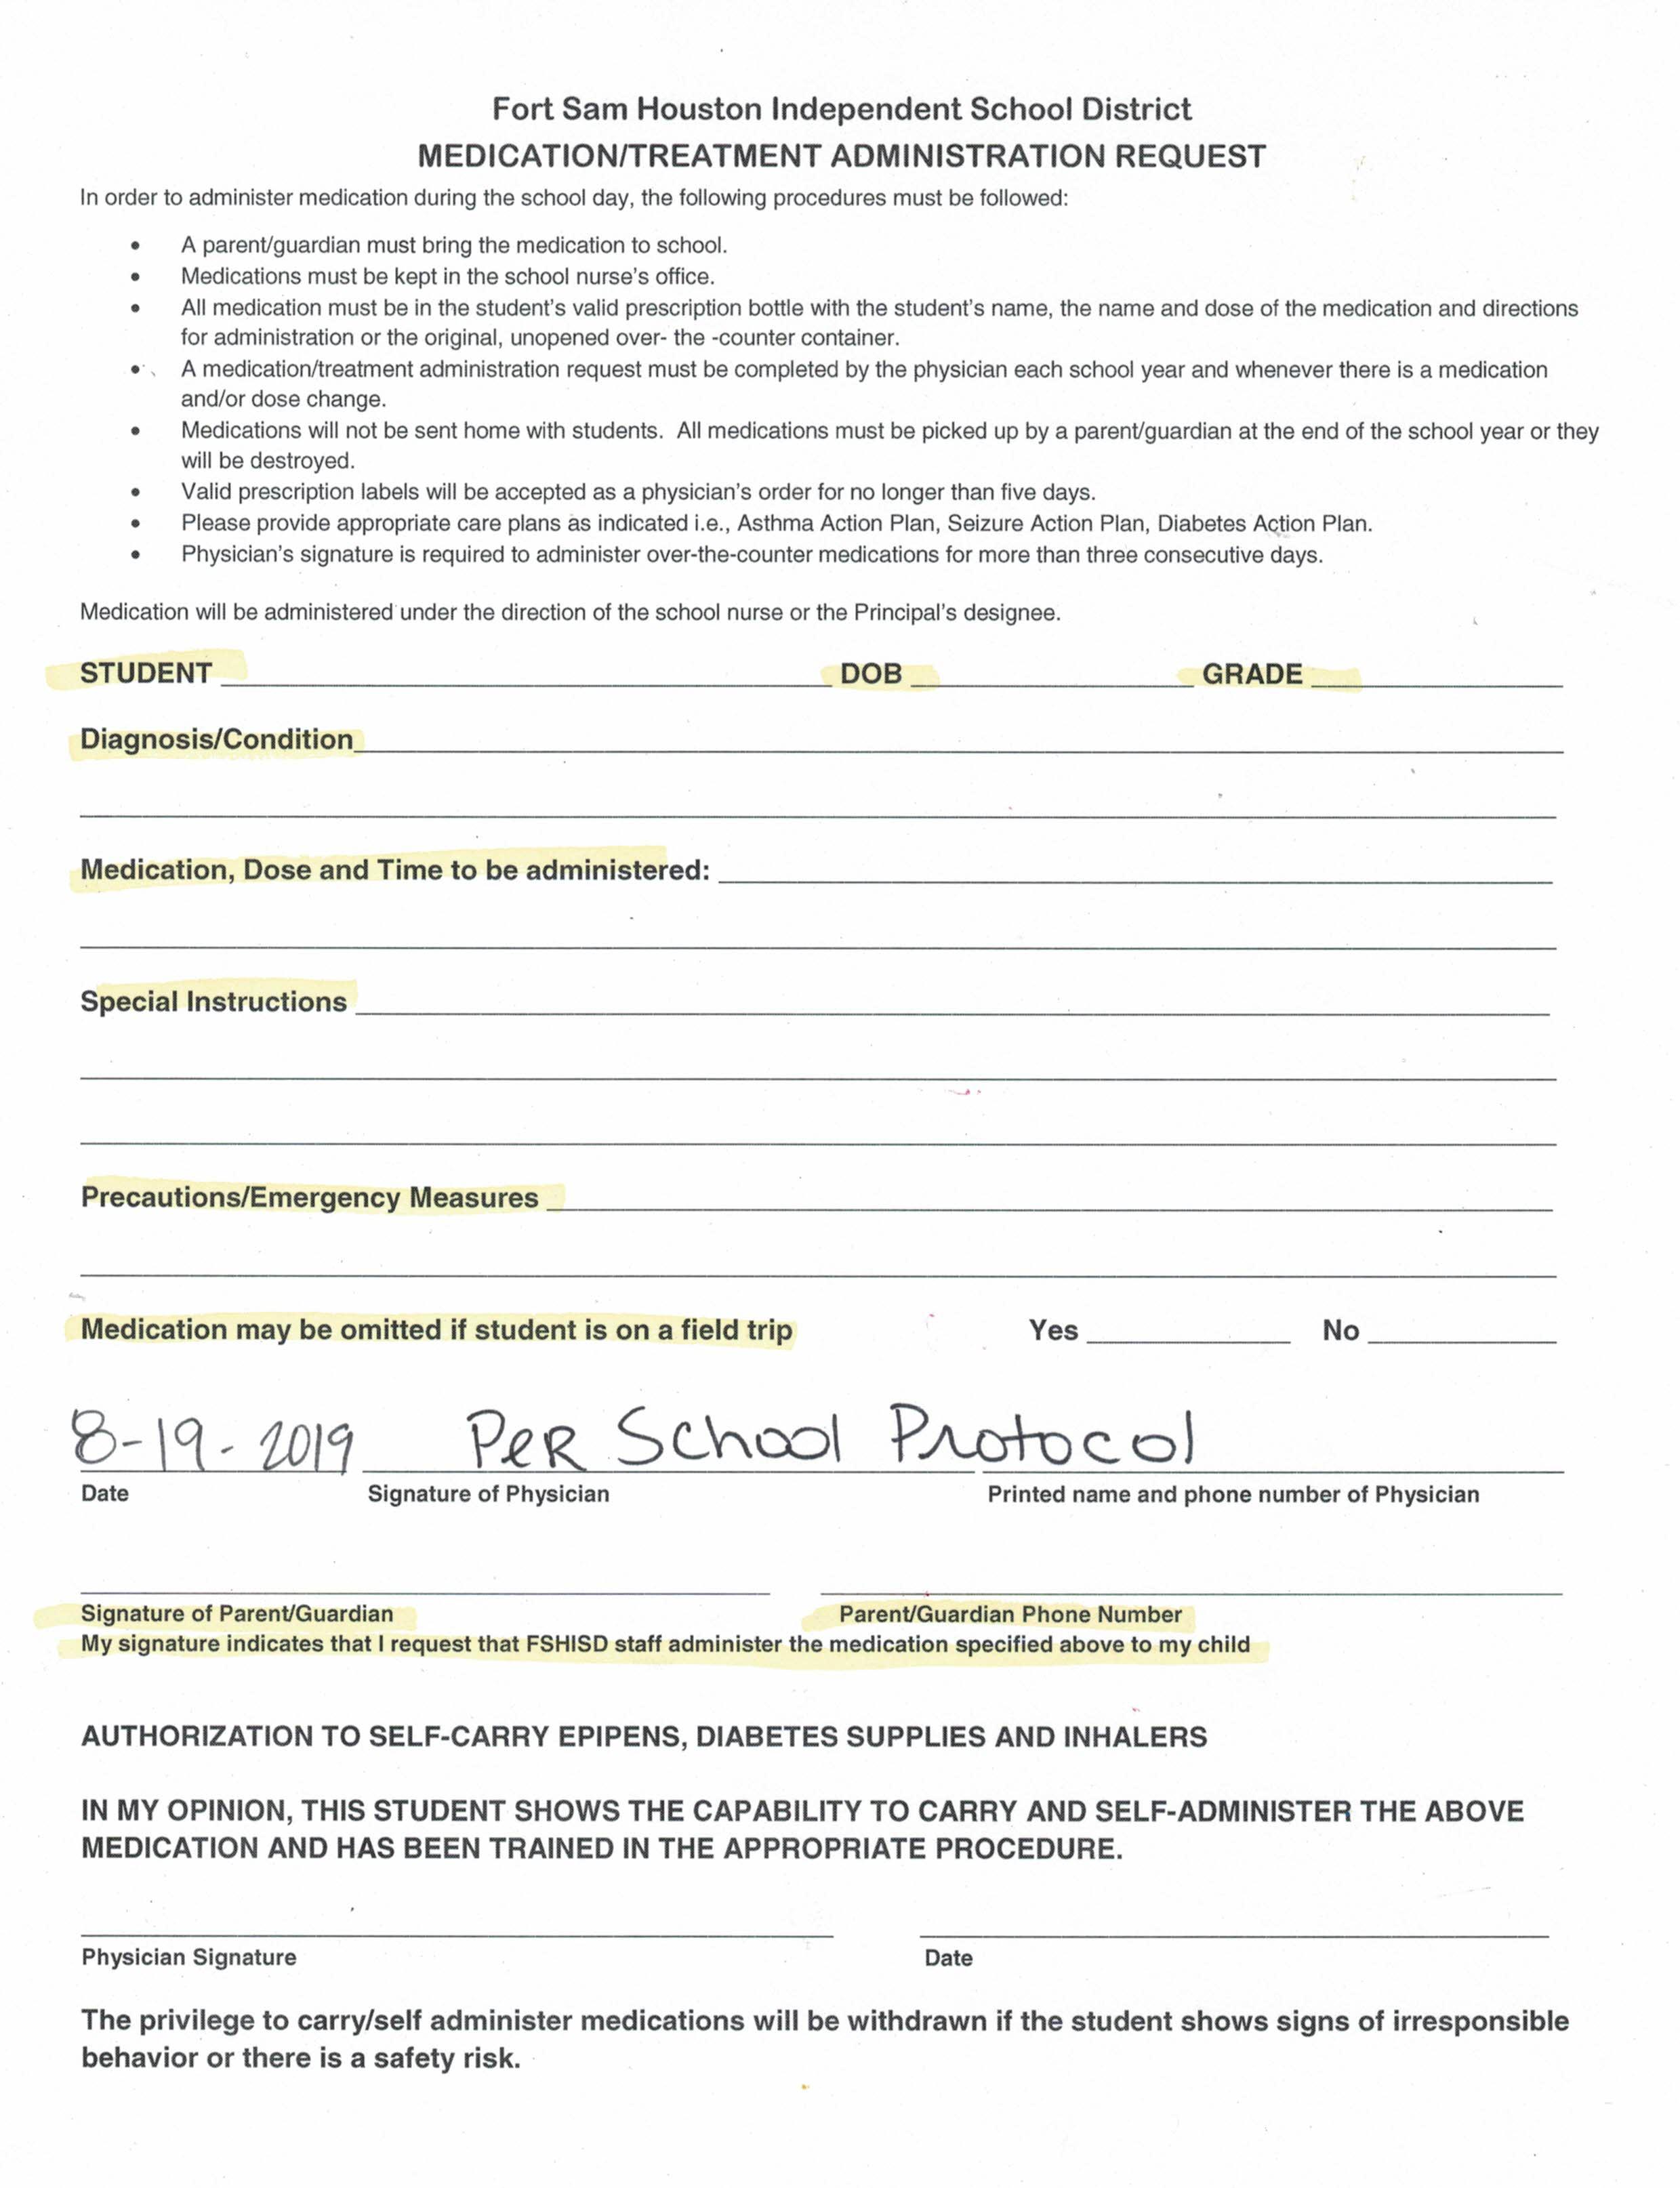 Fort Sam Houston Independent School District
MEDICATION/TREATMENT ADMINISTRATION REQUEST
In order to administer medication during the school day, the following procedures must be followed:
• A parent/guardian must bring the medication to school.
• Medications must be kept in the school nurse's office.
• All medication must be in the student's valid prescription bottle with the student's name, the name and dose of the medication and directions
for administration or the original, unopened over- the -counter container.
• A medication/treatment administration request must be completed by the physician each school year and whenever there is a medication
and/or dose change.
• Medications will not be sent home with students. All medications must be picked up by a parent/guardian at the end of the school year or they
will be destroyed.
• Valid prescription labels will be accepted as a physician's order for no longer than five days.
• Please provide appropriate care plans as indicated i.e., Asthma Action Plan, Seizure Action Plan, Diabetes Action Plan.
• Physician's signature is required to administer over-the-counter medications for more than three consecutive days.
Medication will be administered under the direction of the school nurse or the Principal's designee.
STUDENT DOB GRADE
Diagnosis/Condition
Medication, Dose and Time to be administered:
Special Instructions
Precautions/Emergency Measures
Medication may be omitted if student is on a field trip Yes No
8-19-2019 PeR School Protocol
Date Signature of Physician Printed name and phone number of Physician
Signature of Parent/Guardian Parent/Guardian Phone Number
My signature indicates that I request that FSHISD staff administer the medication specified above to my child
AUTHORIZATION TO SELF-CARRY EPIPENS, DIABETES SUPPLIES AND INHALERS
IN MY OPINION, THIS STUDENT SHOWS THE CAPABILITY TO CARRY AND SELF-ADMINISTER THE ABOVE
MEDICATION AND HAS BEEN TRAINED IN THE APPROPRIATE PROCEDURE.
Physician Signature Date
The privilege to carry/self administer medications will be withdrawn if the student shows signs of irresponsible
behavior or there is a safety risk.